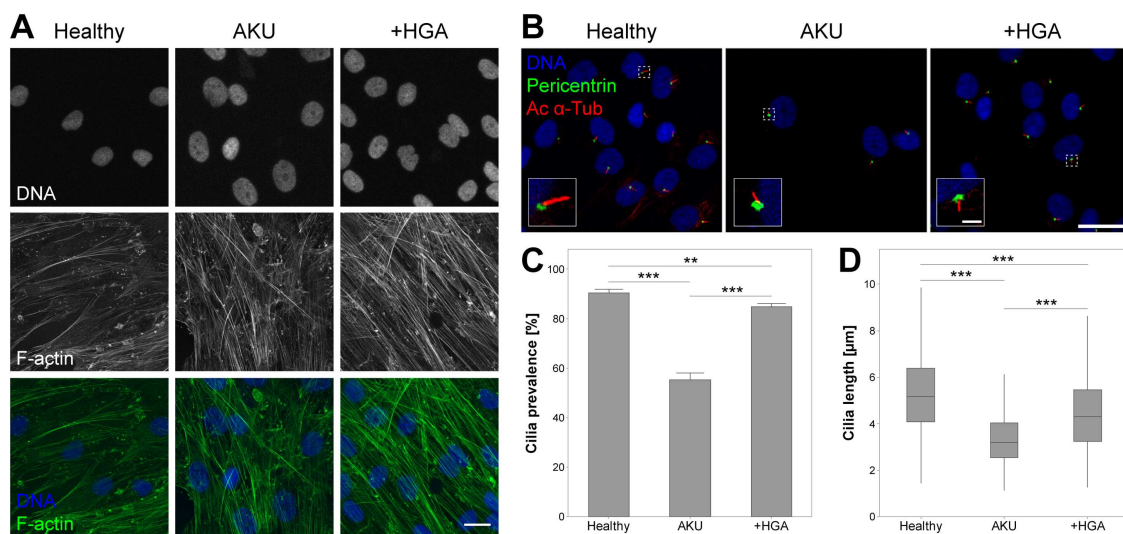 A
Healthy AKU +HGA
DNA
F-actin
DNA
F-actin
B
Healthy AKU +HGA
DNA
Pericentrin
Ac α-Tub
C
Cilia prevalence [%]
100
80
60
40
20
0
** 
***
***
Healthy AKU +HGA
D
Cilia length [µm]
10
8
6
4
2
0
***
***
***
Healthy AKU +HGA